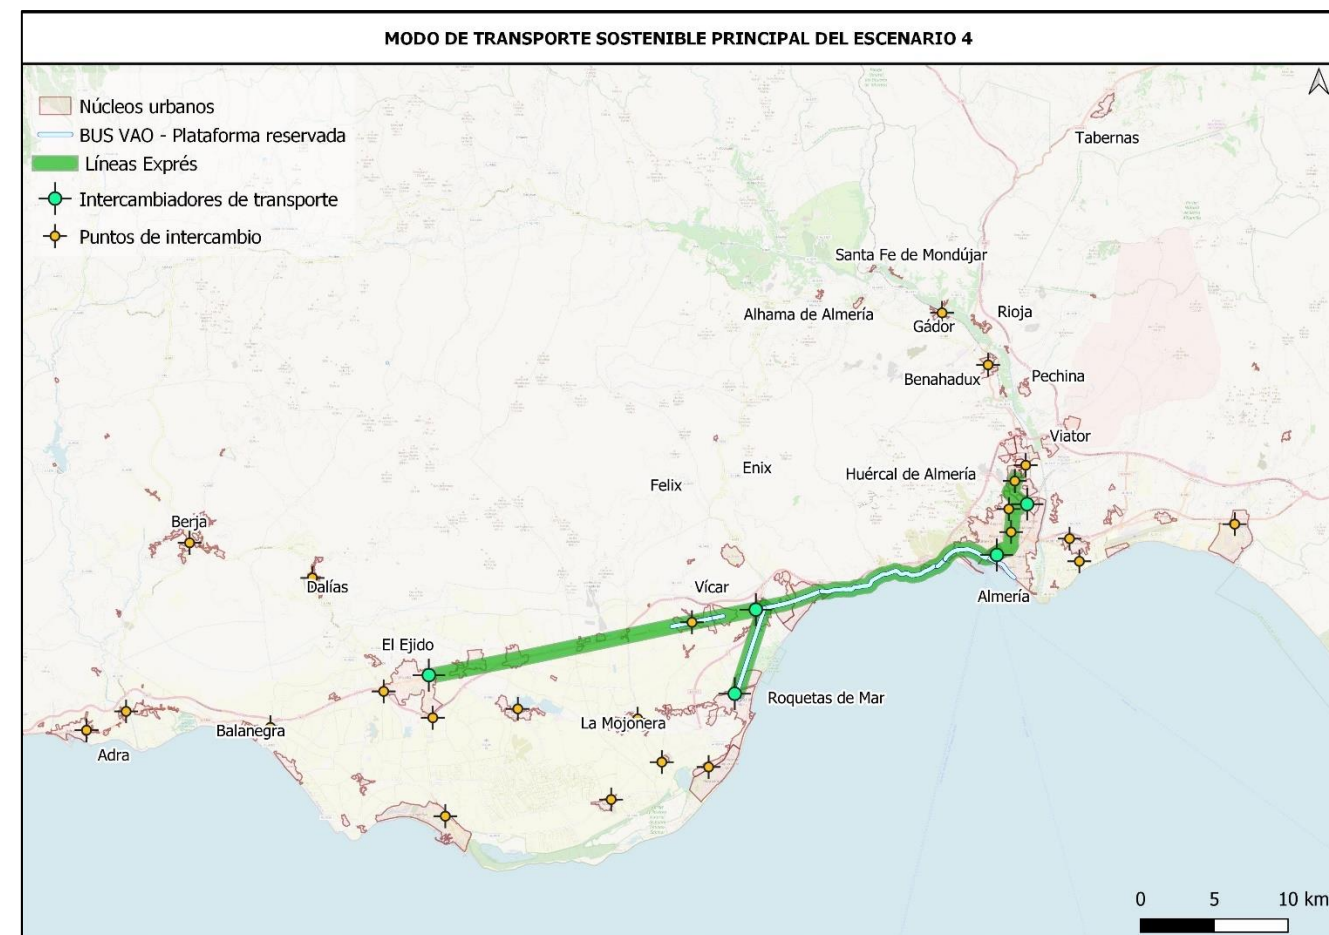 MODO DE TRANSPORTE SOSTENIBLE PRINCIPAL DEL ESCENARIO 4
Núcleos urbanos
BUS VAO - Plataforma reservada
Líneas Exprés
Intercambiadores de transporte
Puntos de intercambio
Tabernas
Santa Fe de Mondújar
Alhama de Almería
Rioja
Gádor
Benahadux
Pechina
Viator
Huércal de Almería
Enix
Felix
Berja
Dalías
Vícar
Almería
El Ejido
Roquetas de Mar
La Mojonera
Balanegra
Adra
0 5 10 km